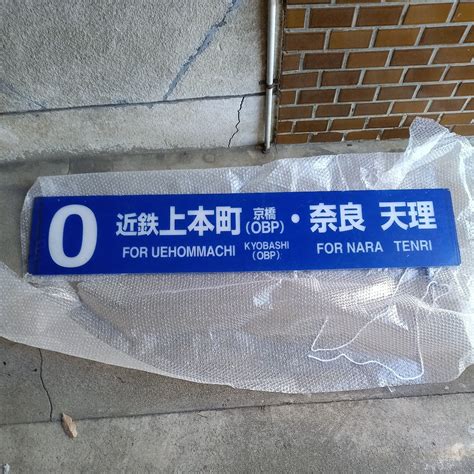 0 近鉄上本町 京橋 (OBP) ・奈良 天理
FOR UEHOMMACHI KYOBASHI (OBP) FOR NARA TENRI